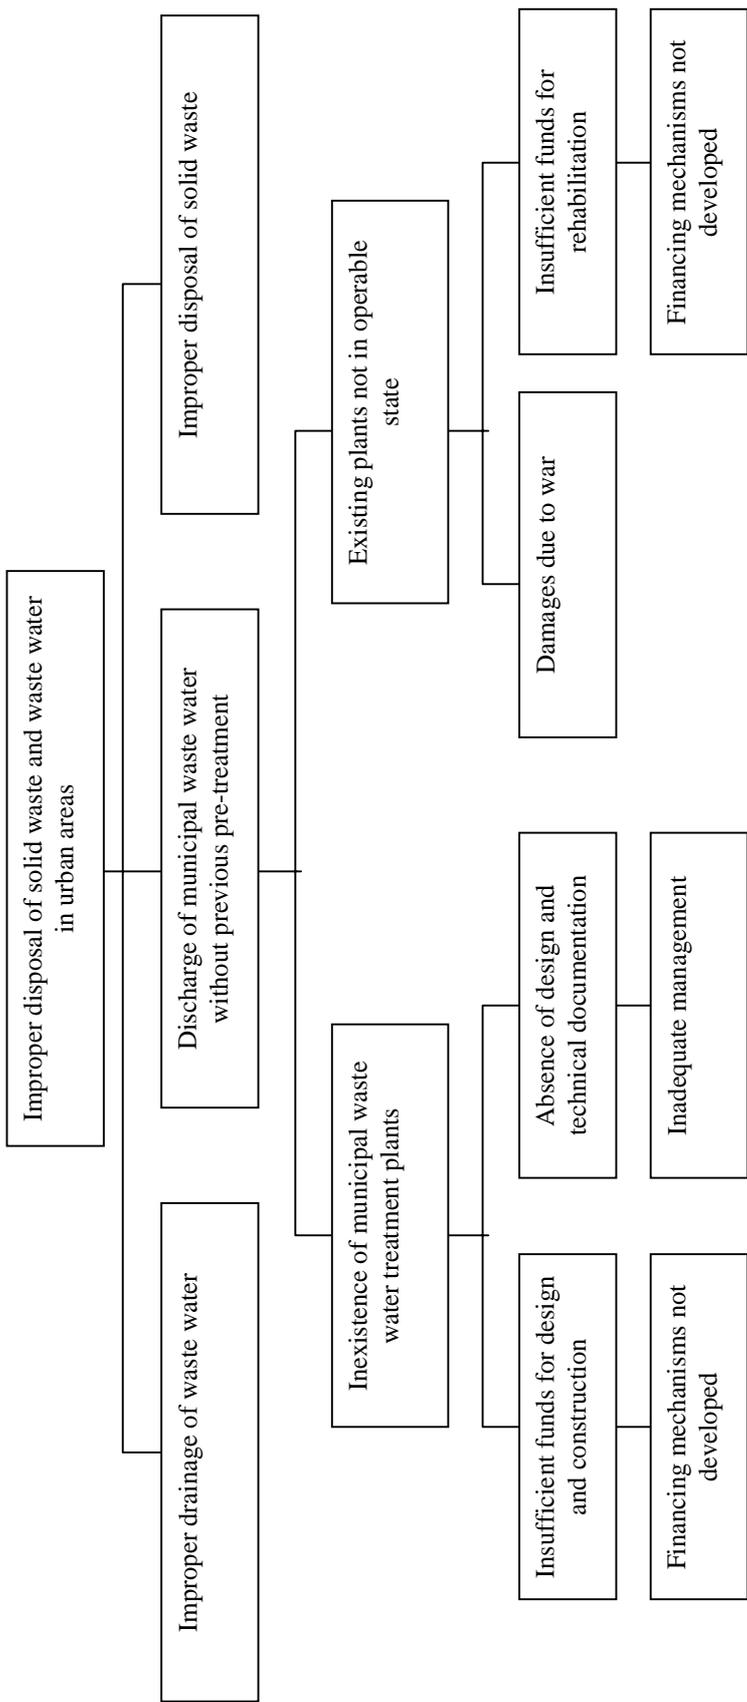 Improper disposal of solid waste and waste water
in urban areas
Improper drainage of waste water
Discharge of municipal waste water
without previous pre-treatment
Improper disposal of solid waste
Inexistence of municipal waste
water treatment plants
Existing plants not in operable
state
Insufficient funds for design
and construction
Absence of design and
technical documentation
Damages due to war
Insufficient funds for
rehabilitation
Financing mechanisms not
developed
Inadequate management
Financing mechanisms not
developed